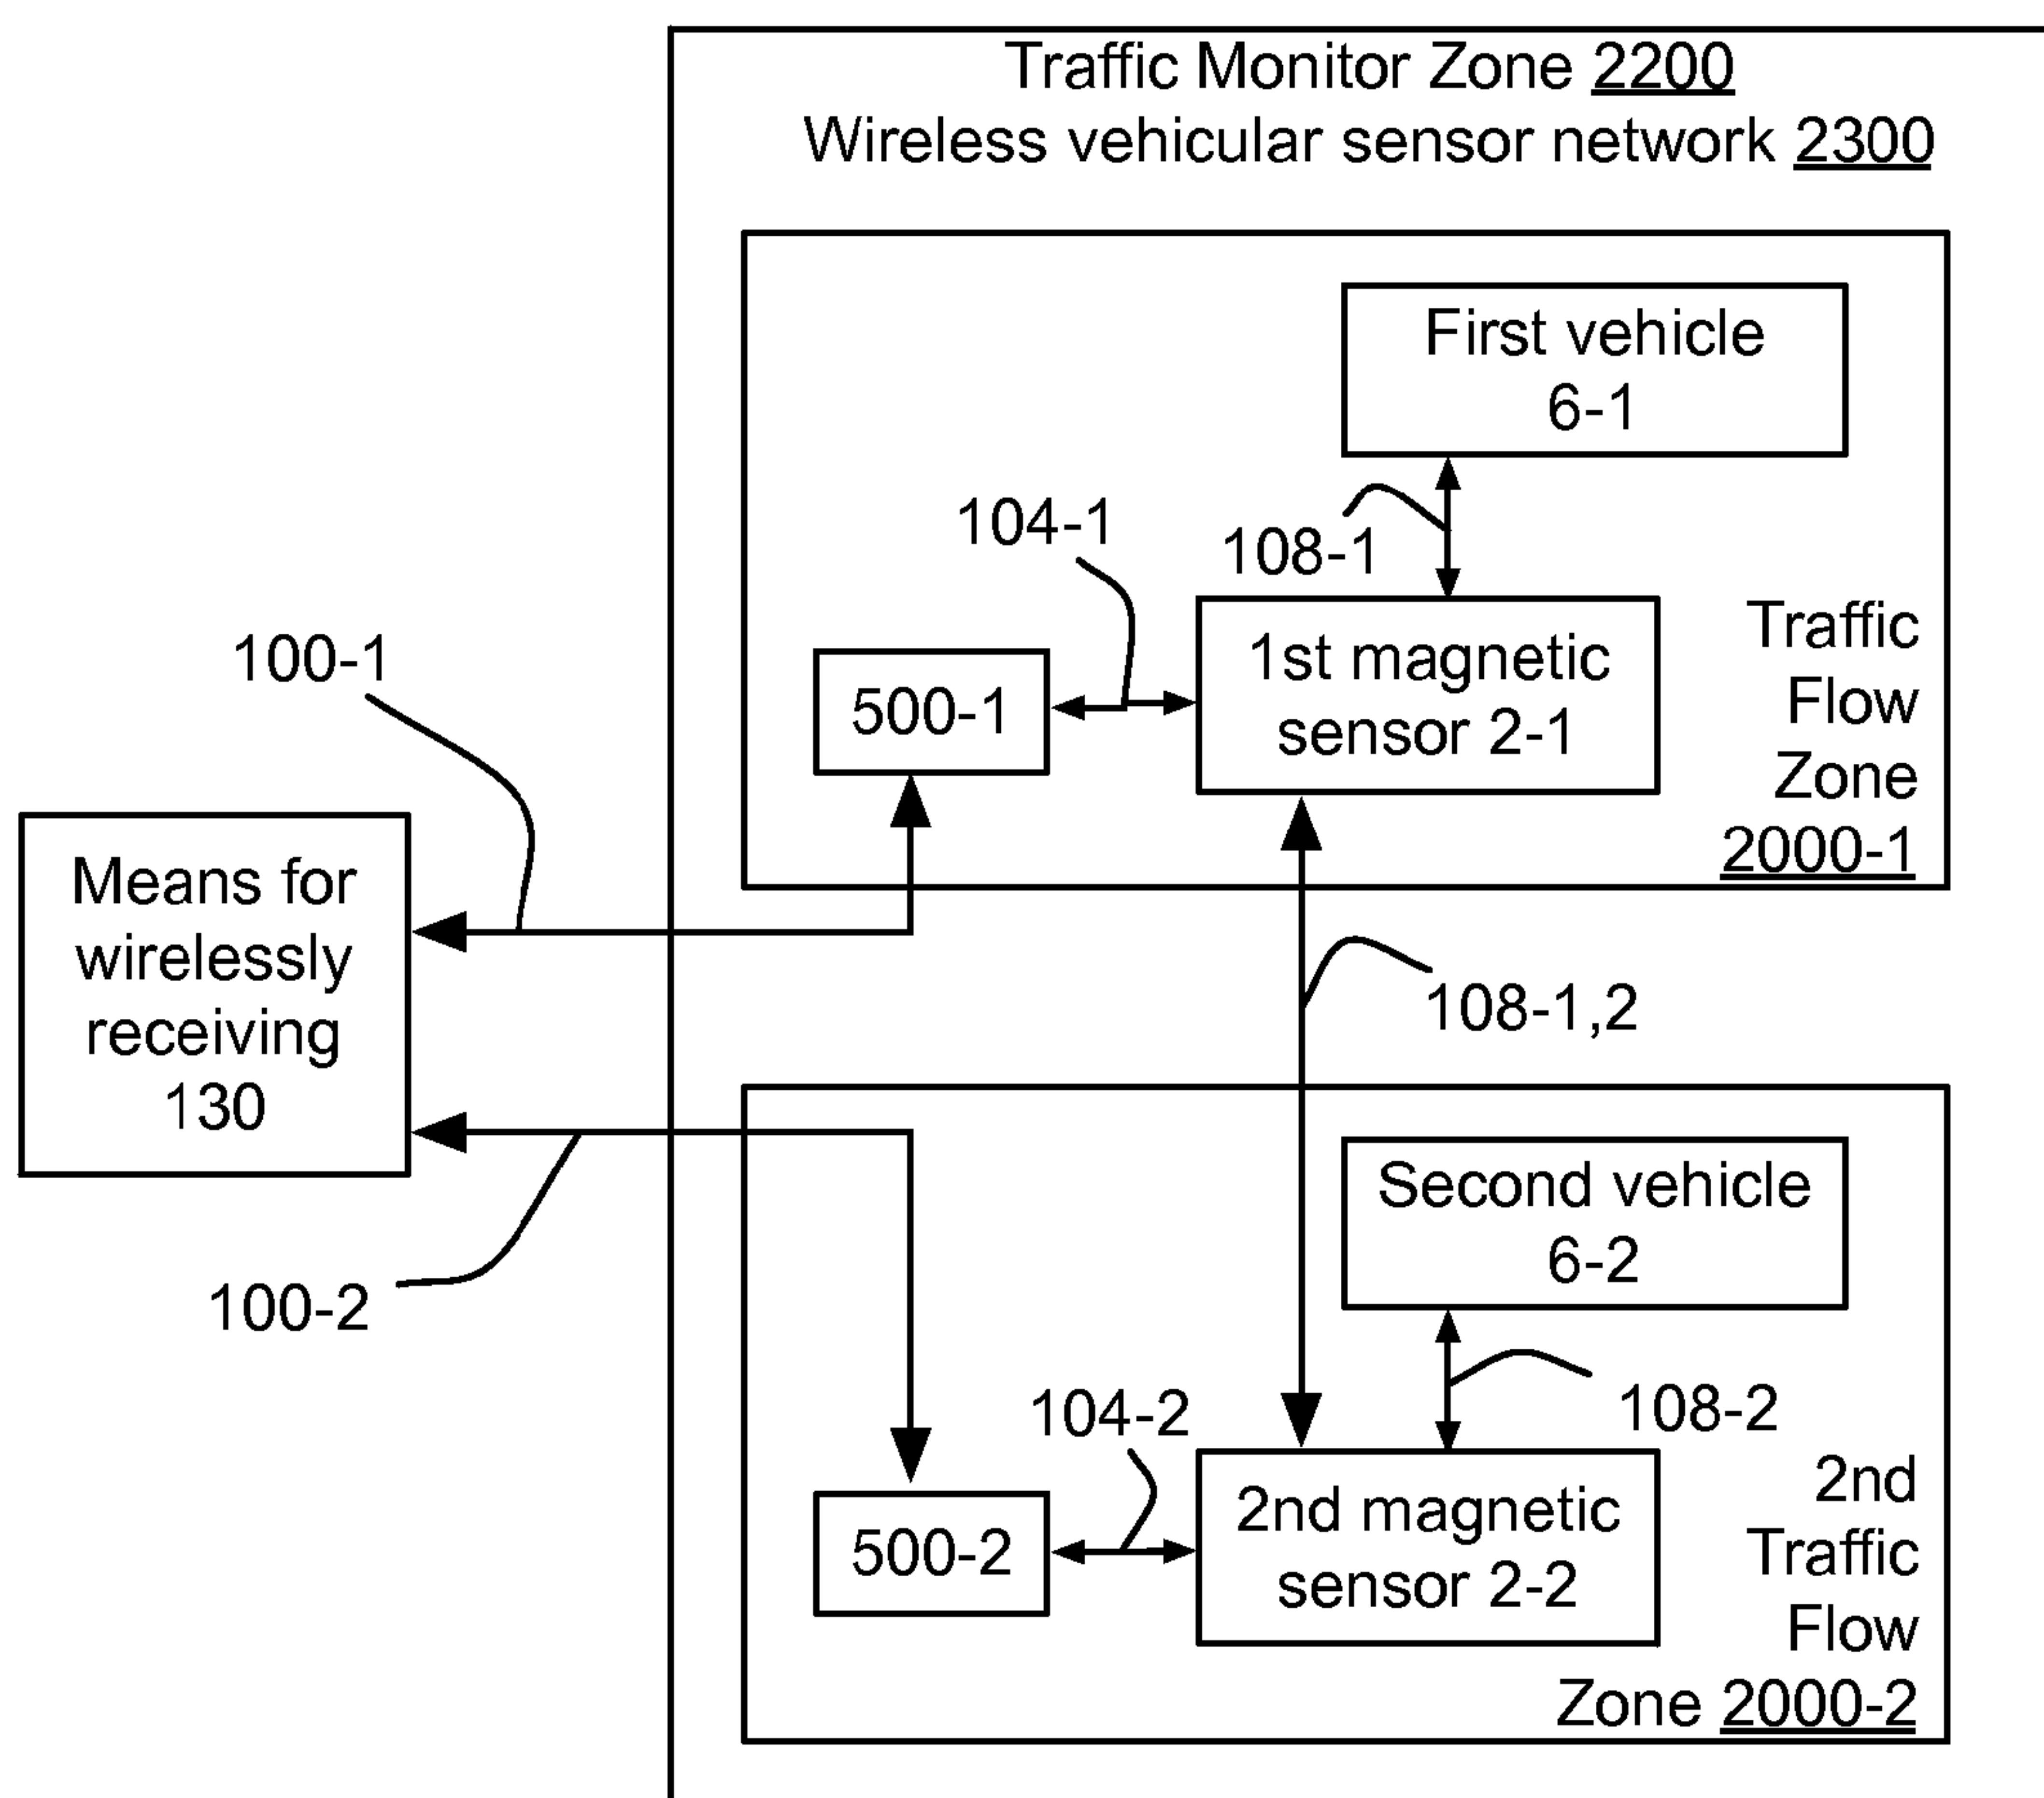 Traffic Monitor Zone 2200
Wireless vehicular sensor network 2300
First vehicle
6-1
104-1
108-1
100-1
500-1
1st magnetic
sensor 2-1
Traffic
Flow
Zone
2000-1
Means for
wirelessly
receiving
130
108-1,2
Second vehicle
6-2
100-2
104-2
108-2
500-2
2nd magnetic
sensor 2-2
2nd
Traffic
Flow
Zone 2000-2